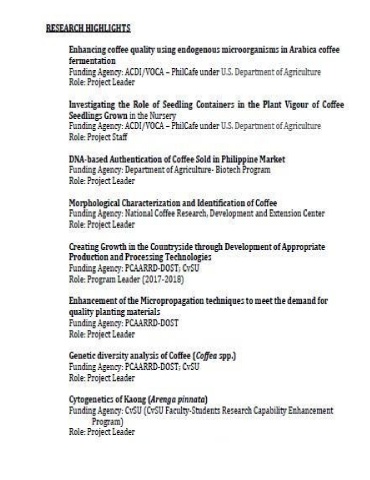 RESEARCH HIGHLIGHTS
Enhancing coffee quality using endogenous microorganisms in Arabica coffee
fermentation
Funding Agency: ACDI/VOCA – PhilCafe under U.S. Department of Agriculture
Role: Project Leader
Investigating the Role of Seedling Containers in the Plant Vigour of Coffee
Seedlings Grown in the Nursery
Funding Agency: ACDI/VOCA – PhilCafe under U.S. Department of Agriculture
Role: Project Staff
DNA-based Authentication of Coffee Sold in Philippine Market
Funding Agency: Department of Agriculture- Biotech Program
Role: Project Leader
Morphological Characterization and Identification of Coffee
Funding Agency: National Coffee Research, Development and Extension Center
Role: Project Leader
Creating Growth in the Countryside through Development of Appropriate
Production and Processing Technologies
Funding Agency: PCAARRD-DOST; CvSU
Role: Program Leader (2017-2018)
Enhancement of the Micropropagation techniques to meet the demand for
quality planting materials
Funding Agency: PCAARRD-DOST
Role: Project Leader
Genetic diversity analysis of Coffee (Coffea spp.)
Funding Agency: PCAARRD-DOST; CvSU
Role: Project Leader
Cytogenetics of Kaong (Arenga pinnata)
Funding Agency: CvSU (CvSU Faculty-Students Research Capability Enhancement
Program)
Role: Project Leader